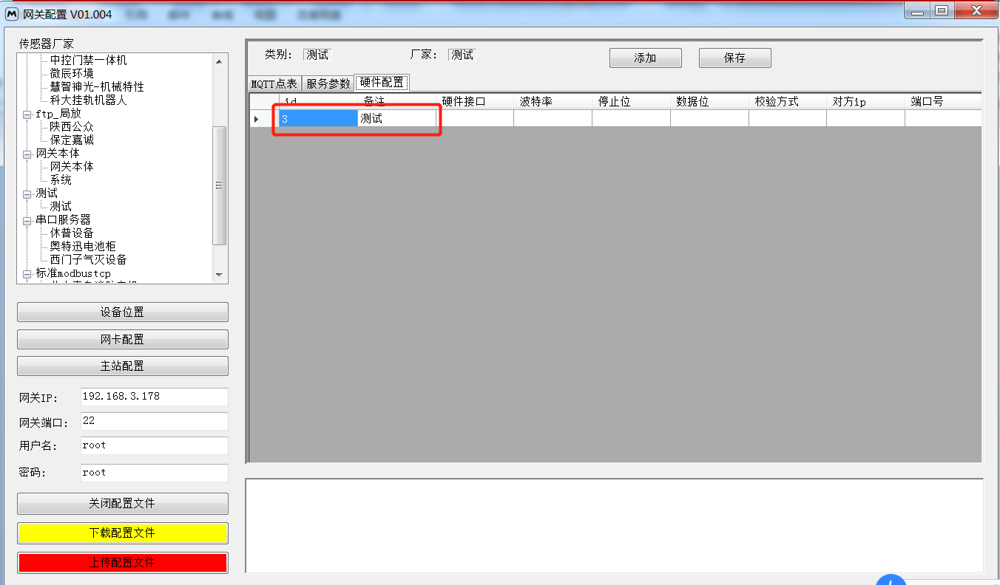 网关配置 V01.004
传感器厂家
中控门禁一体机
微辰环境
慧智神光-机械特性
科大挂轨机器人
ftp_局放
陕西公众
保定嘉诚
网关本体
网关本体
系统
测试
测试
串口服务器
休普设备
奥特迅电池柜
西门子气灭设备
标准modbustcp
设备位置
网卡配置
主站配置
网关IP: 192.168.3.178
网关端口: 22
用户名: root
密码: root
关闭配置文件
下载配置文件
上传配置文件
类别: 测试 厂家: 测试 添加 保存
MQTT点表 服务参数 硬件配置
id 备注 硬件接口 波特率 停止位 数据位 校验方式 对方ip 端口号
3 测试